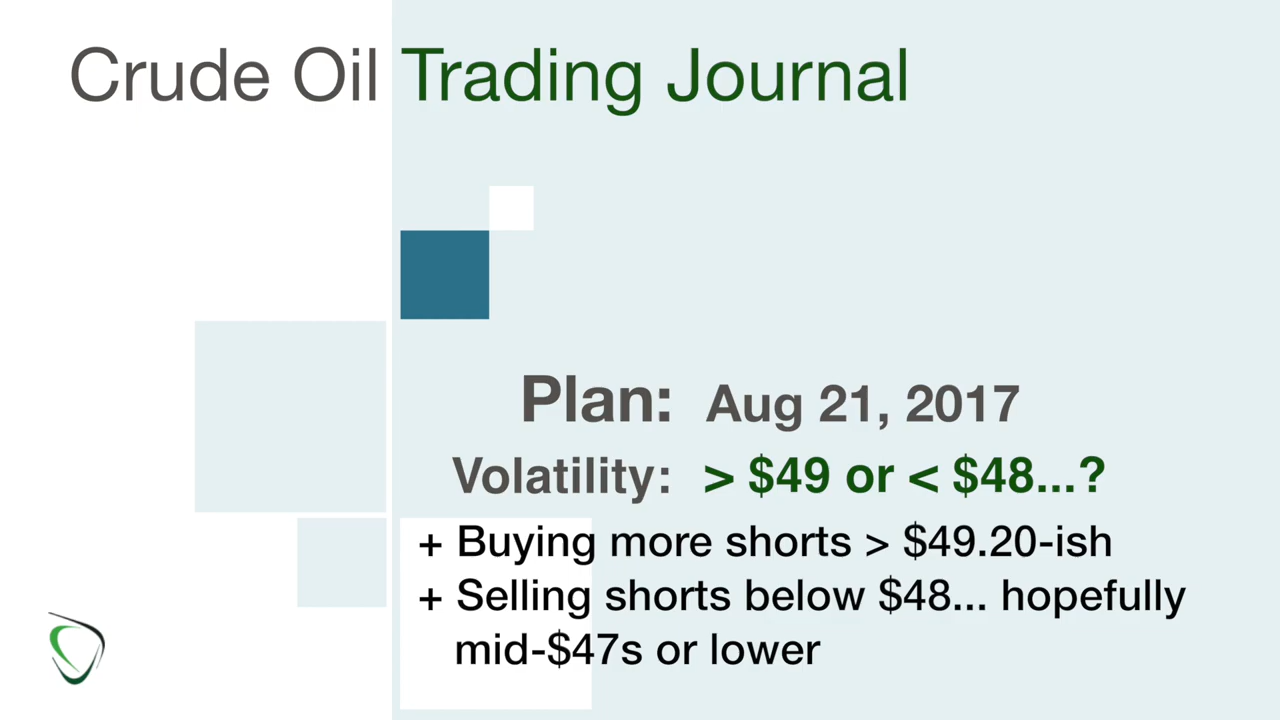 Crude Oil Trading Journal
Plan: Aug 21, 2017
Volatility: > $49 or < $48...?
+ Buying more shorts > $49.20-ish
+ Selling shorts below $48... hopefully
mid-$47s or lower